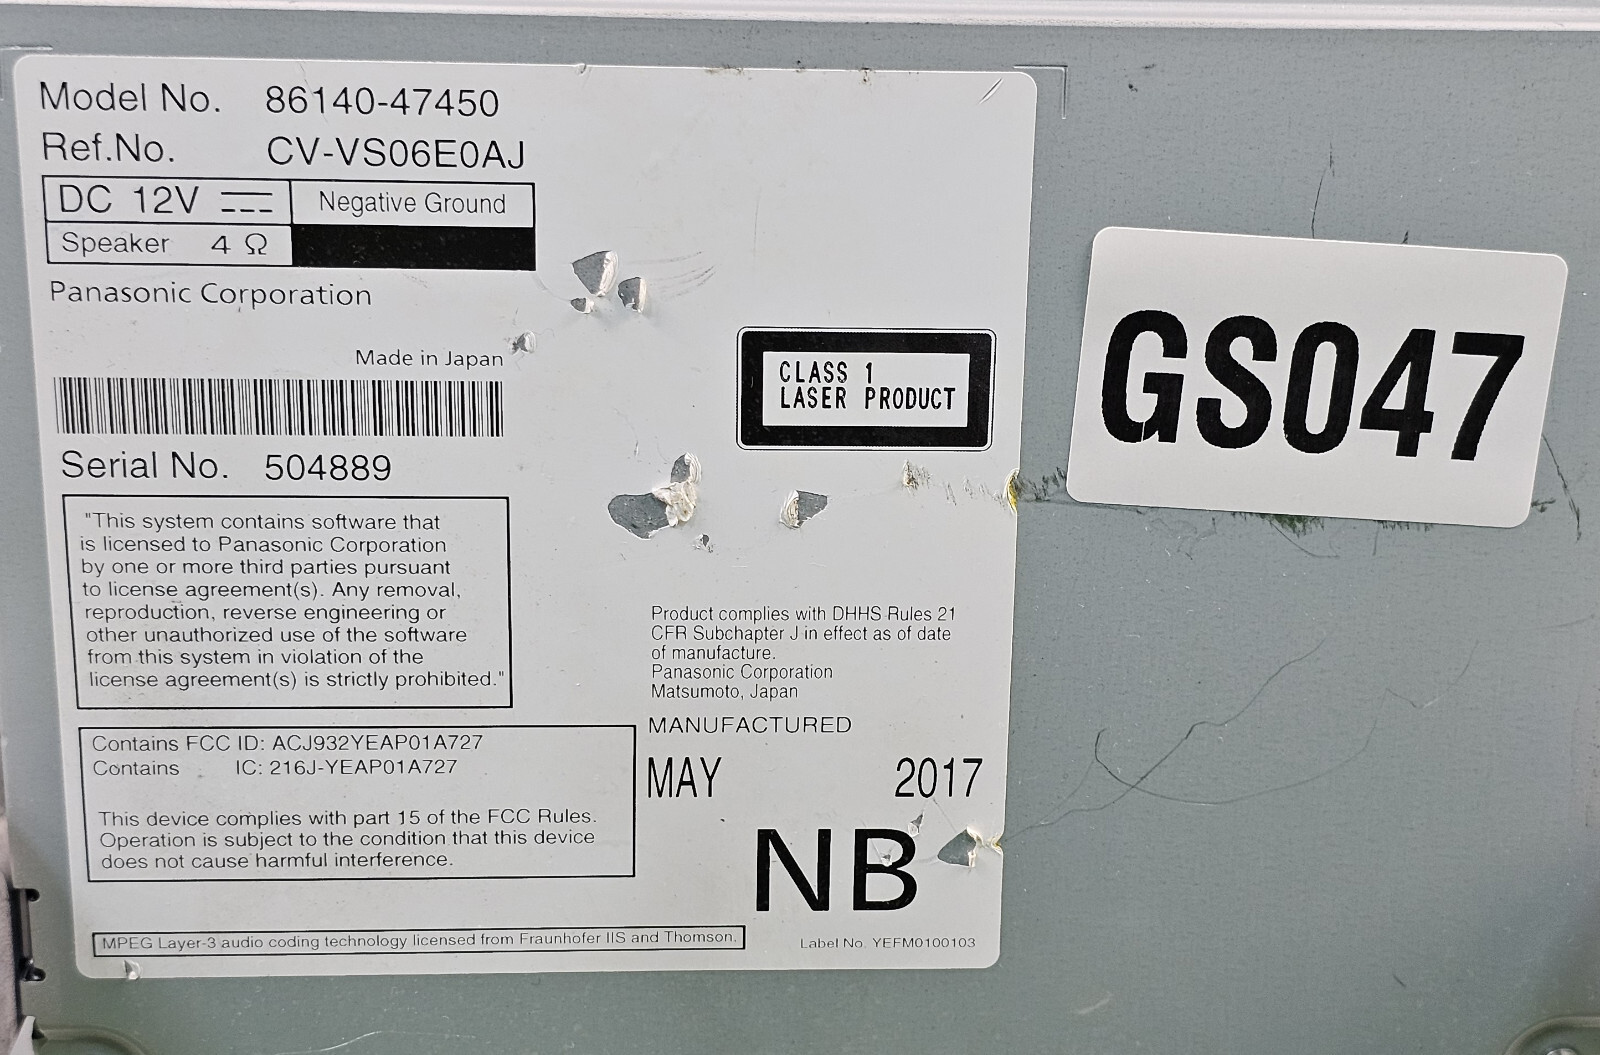 Model No. 86140-47450
Ref.No. CV-VS06E0AJ
DC 12V Negative Ground
Speaker 4 Ω
Panasonic Corporation
Made in Japan
Serial No. 504889
"This system contains software that
is licensed to Panasonic Corporation
by one or more third parties pursuant
to license agreement(s). Any removal,
reproduction, reverse engineering or
other unauthorized use of the software
from this system in violation of the
license agreement(s) is strictly prohibited."
Contains FCC ID: ACJ932YEAP01A727
Contains IC: 216J-YEAP01A727
This device complies with part 15 of the FCC Rules.
Operation is subject to the condition that this device
does not cause harmful interference.
MPEG Layer-3 audio coding technology licensed from Fraunhofer IIS and Thomson.
CLASS 1
LASER PRODUCT
Product complies with DHHS Rules 21
CFR Subchapter J in effect as of date
of manufacture.
Panasonic Corporation
Matsumoto, Japan
MANUFACTURED
MAY 2017
NB
Label No. YEFM0100103
GS047